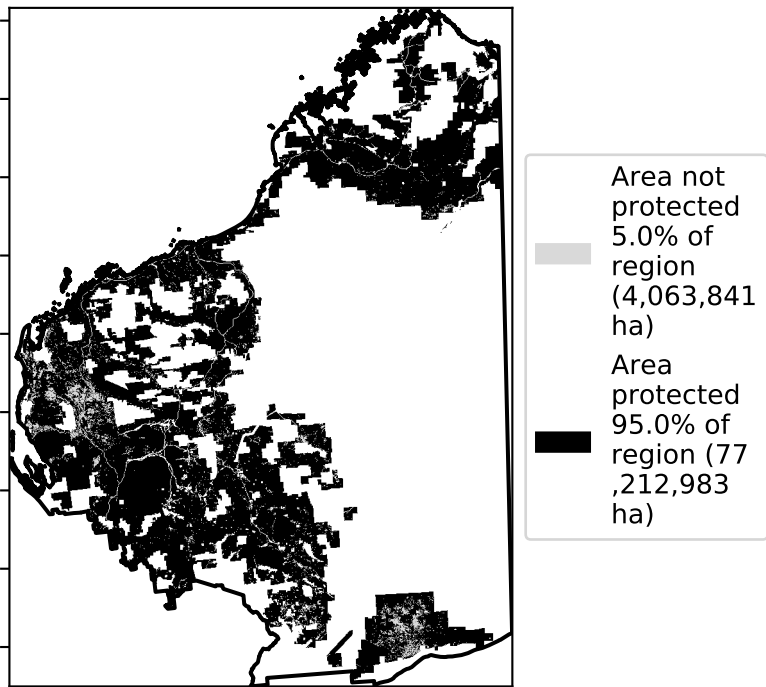 Area not
protected
5.0% of
region
(4,063,841
ha)
Area
protected
95.0% of
region (77
,212,983
ha)